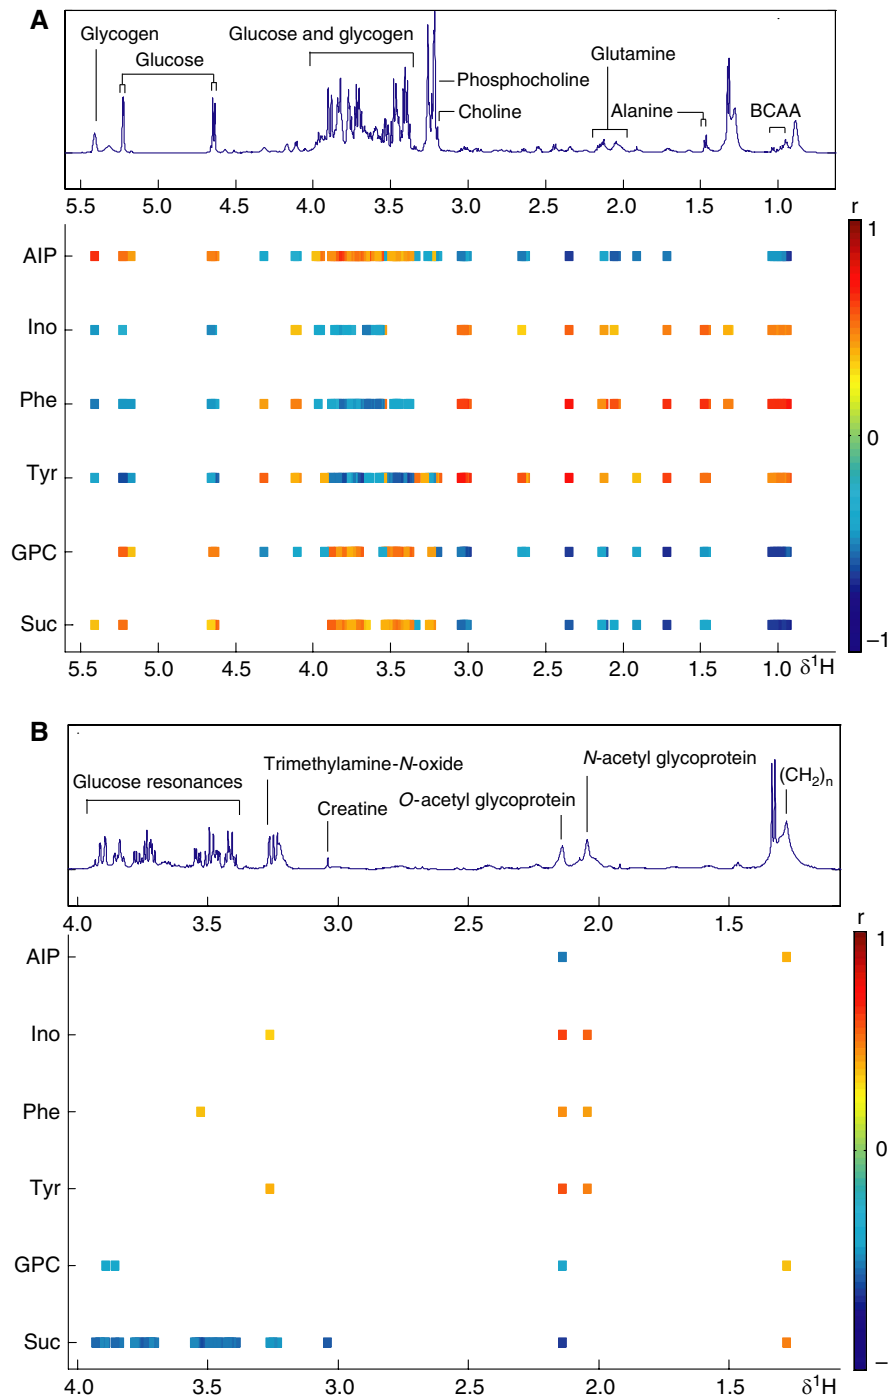 A
Glycogen
Glucose
Glucose and glycogen
Phosphocholine
Choline
Glutamine
Alanine
BCAA
5.5 5.0 4.5 4.0 3.5 3.0 2.5 2.0 1.5 1.0
r
1
0
–1
AIP
Ino
Phe
Tyr
GPC
Suc
5.5 5.0 4.5 4.0 3.5 3.0 2.5 2.0 1.5 1.0 δ¹H
B
Glucose resonances
Trimethylamine-N-oxide
Creatine
O-acetyl glycoprotein
N-acetyl glycoprotein
(CH₂)ₙ
4.0 3.5 3.0 2.5 2.0 1.5
r
1
0
–
AIP
Ino
Phe
Tyr
GPC
Suc
4.0 3.5 3.0 2.5 2.0 1.5 δ¹H